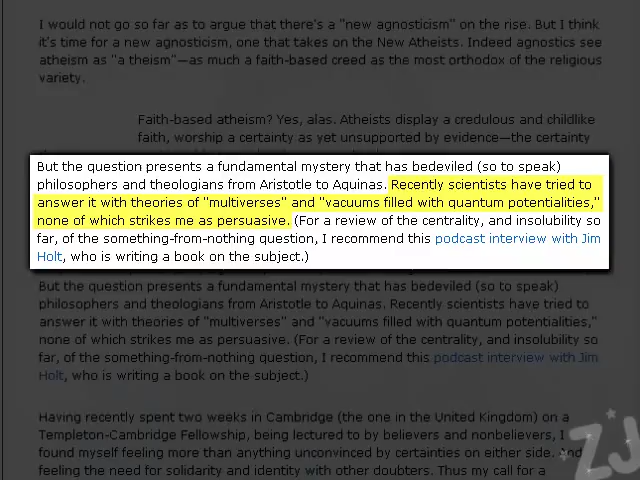 I would not go so far as to argue that there's a "new agnosticism" on the rise. But I think
it's time for a new agnosticism, one that takes on the New Atheists. Indeed agnostics see
atheism as "a theism"—as much a faith-based creed as the most orthodox of the religious
variety.
Faith-based atheism? Yes, alas. Atheists display a credulous and childlike
faith, worship a certainty as yet unsupported by evidence—the certainty
But the question presents a fundamental mystery that has bedeviled (so to speak)
philosophers and theologians from Aristotle to Aquinas. Recently scientists have tried to
answer it with theories of "multiverses" and "vacuums filled with quantum potentialities,"
none of which strikes me as persuasive. (For a review of the centrality, and insolubility so
far, of the something-from-nothing question, I recommend this podcast interview with Jim
Holt, who is writing a book on the subject.)
But the question presents a fundamental mystery that has bedeviled (so to speak)
philosophers and theologians from Aristotle to Aquinas. Recently scientists have tried to
answer it with theories of "multiverses" and "vacuums filled with quantum potentialities,"
none of which strikes me as persuasive. (For a review of the centrality, and insolubility so
far, of the something-from-nothing question, I recommend this podcast interview with Jim
Holt, who is writing a book on the subject.)
Having recently spent two weeks in Cambridge (the one in the United Kingdom) on a
Templeton-Cambridge Fellowship, being lectured to by believers and nonbelievers, I
found myself feeling more than anything unconvinced by certainties on either side. And
feeling the need for solidarity and identity with other doubters. Thus my call for a
ZJ